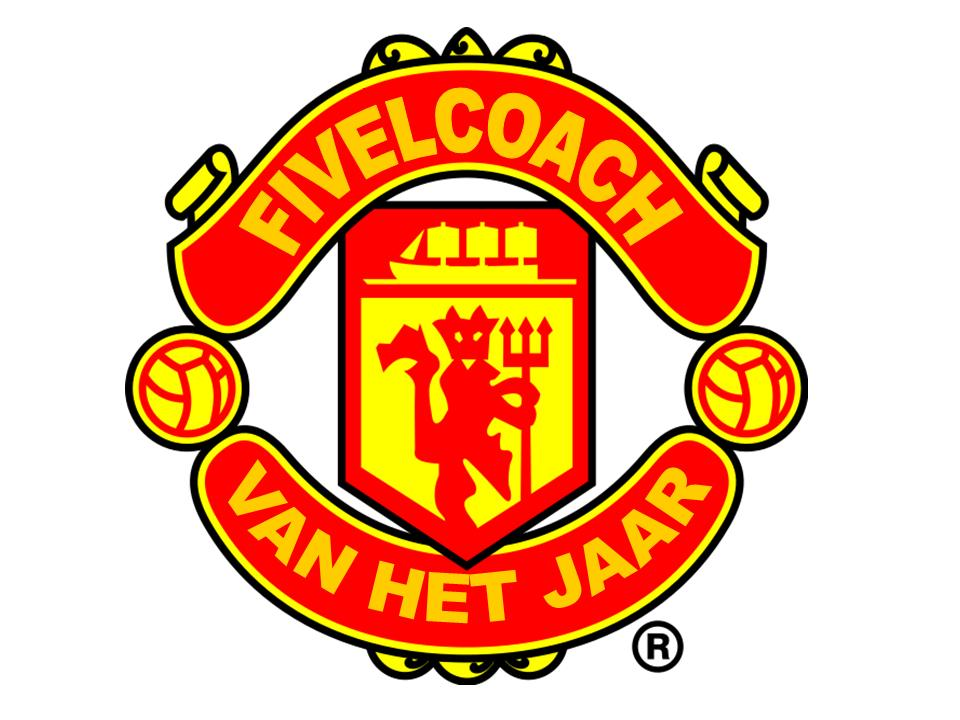 FIVELCOACH
VAN HET JAAR
®